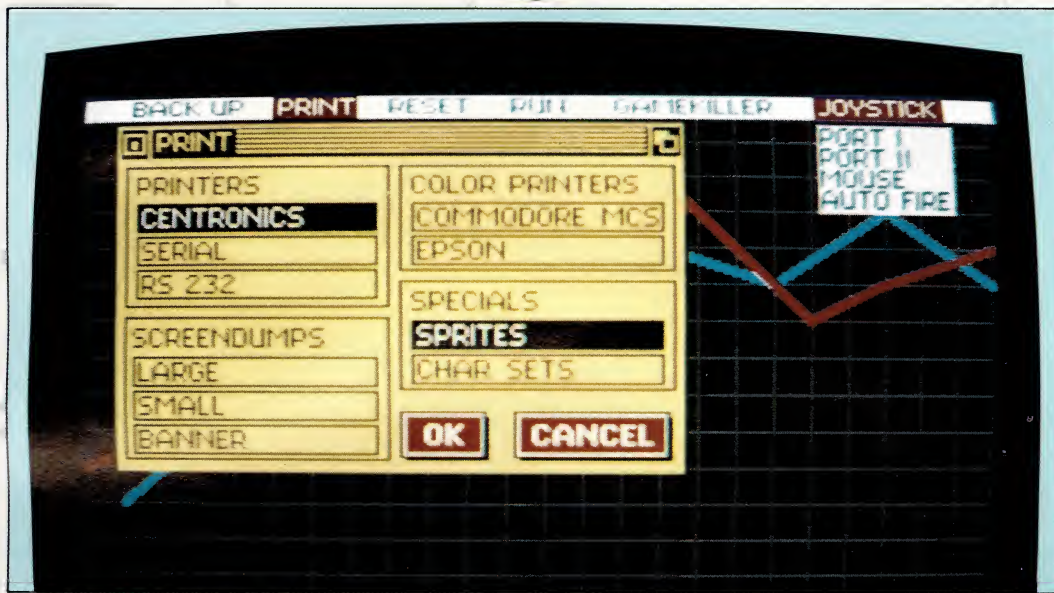 BACK UP PRINT RESET RUN GAMEKILLER JOYSTICK
PORT I
PORT II
MOUSE
AUTO FIRE
PRINT
PRINTERS
CENTRONICS
SERIAL
RS 232
SCREENDUMPS
LARGE
SMALL
BANNER
COLOR PRINTERS
COMMODORE MCS
EPSON
SPECIALS
SPRITES
CHAR SETS
OK CANCEL